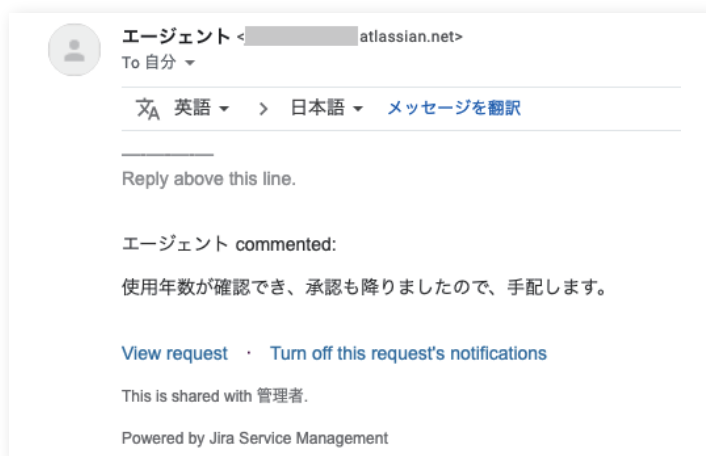 エージェント <atlassian.net>
To 自分
英語 > 日本語 メッセージを翻訳
Reply above this line.
エージェント commented:
使用年数が確認でき、承認も降りましたので、手配します。
View request · Turn off this request's notifications
This is shared with 管理者.
Powered by Jira Service Management